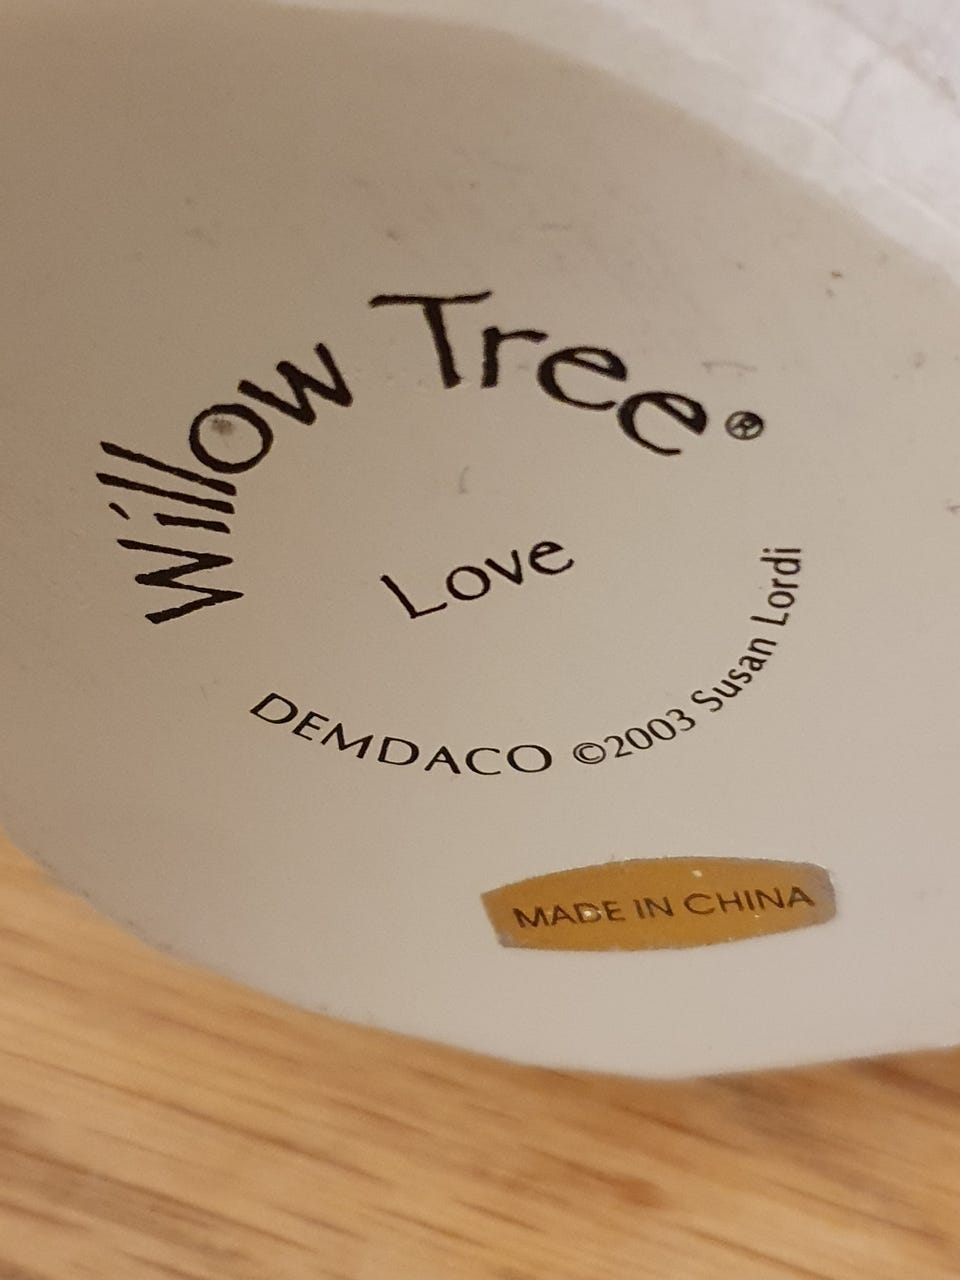 Willow Tree®
Love
DEMDACO ©2003 Susan Lordi
MADE IN CHINA